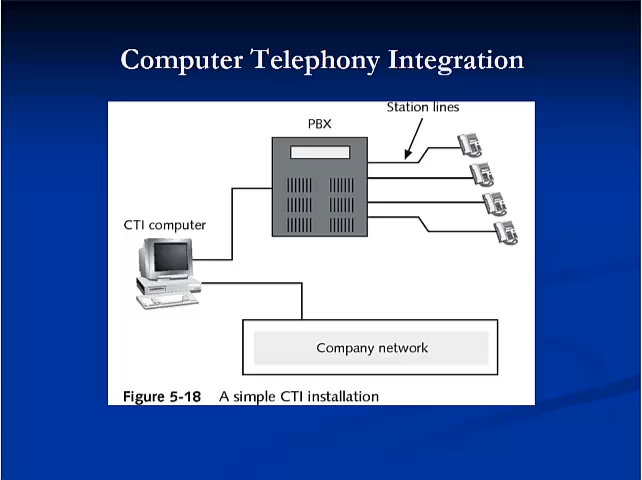 Computer Telephony Integration
Station lines
PBX
CTI computer
Company network
Figure 5-18 A simple CTI installation